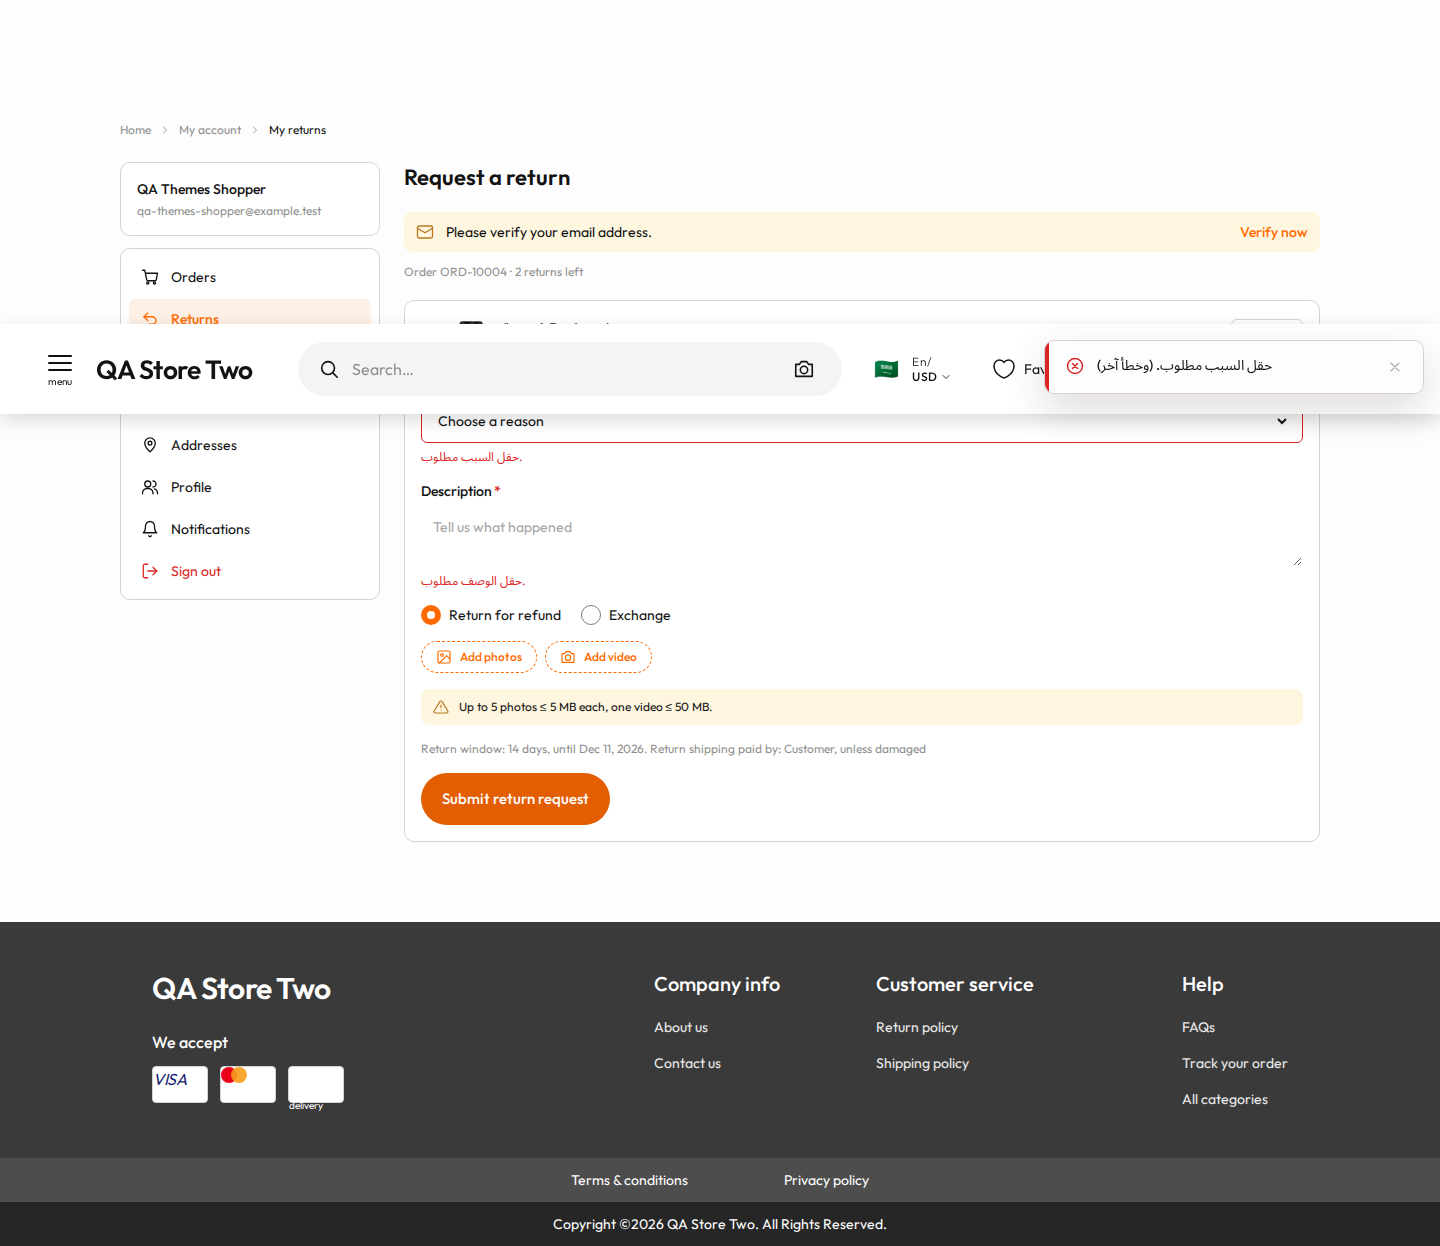 Home
My account
My returns
QA Themes Shopper
qa-themes-shopper@example.test
Orders
Returns
Request a return
Please verify your email address.
Verify now
Order ORD-10004 · 2 returns left
menu
QA Store Two
Search...
En/
USD
حقل السبب مطلوب. (وخطأ آخر)
Addresses
Profile
Notifications
Sign out
Choose a reason
حقل السبب مطلوب.
Description *
Tell us what happened
حقل الوصف مطلوب.
Return for refund
Exchange
Add photos
Add video
Up to 5 photos ≤ 5 MB each, one video ≤ 50 MB.
Return window: 14 days, until Dec 11, 2026. Return shipping paid by: Customer, unless damaged
Submit return request
QA Store Two
We accept
VISA
delivery
Company info
About us
Contact us
Customer service
Return policy
Shipping policy
Help
FAQs
Track your order
All categories
Terms & conditions
Privacy policy
Copyright ©2026 QA Store Two. All Rights Reserved.